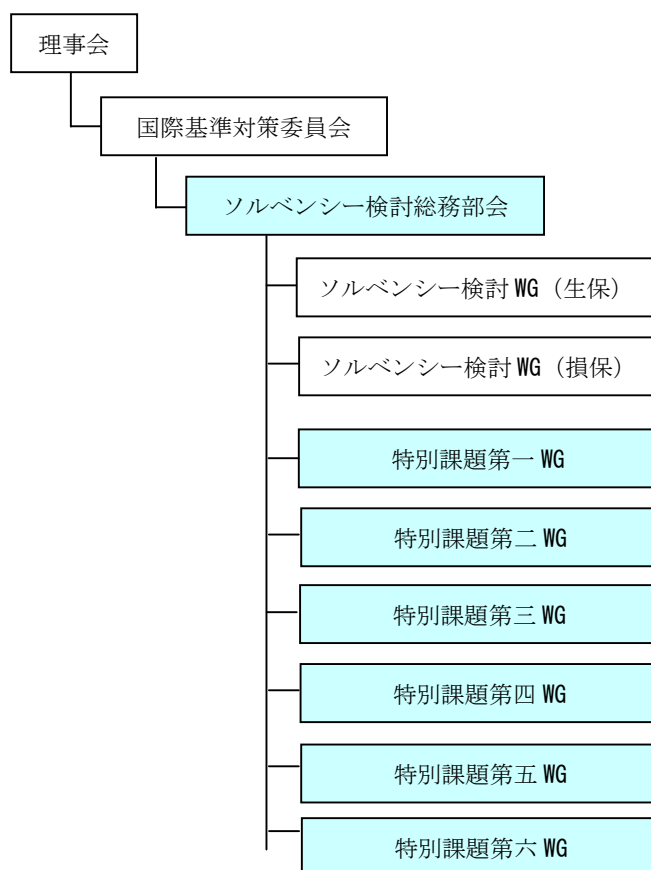 理事会
国際基準対策委員会
ソルベンシー検討総務部会
ソルベンシー検討 WG（生保）
ソルベンシー検討 WG（損保）
特別課題第一 WG
特別課題第二 WG
特別課題第三 WG
特別課題第四 WG
特別課題第五 WG
特別課題第六 WG